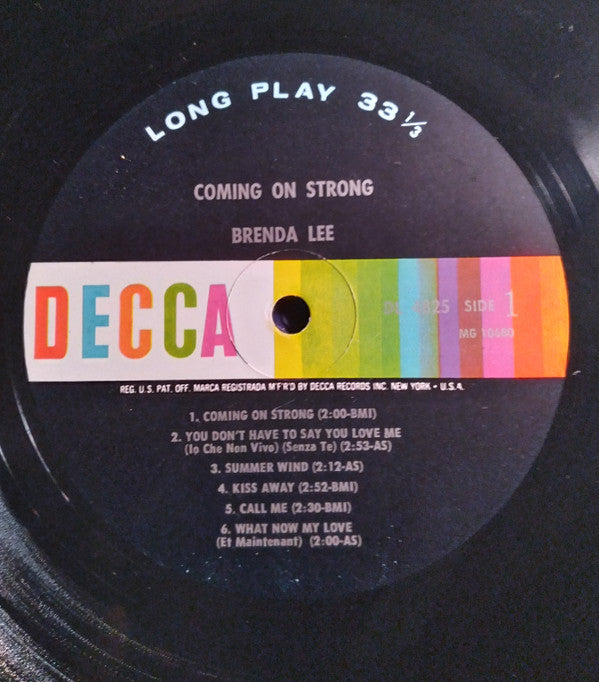 LONG PLAY 33 1/3
COMING ON STRONG
BRENDA LEE
DECCA
SIDE 1
MG 10680
REG. U.S. PAT. OFF. MARCA REGISTRADA M'F'R'D BY DECCA RECORDS INC. NEW YORK - U.S.A.
1. COMING ON STRONG (2:00-BMI)
2. YOU DON'T HAVE TO SAY YOU LOVE ME
(Io Che Non Vivo) (Senza Te) (2:53-AS)
3. SUMMER WIND (2:12-AS)
4. KISS AWAY (2:52-BMI)
5. CALL ME (2:30-BMI)
6. WHAT NOW MY LOVE
(Et Maintenant) (2:00-AS)